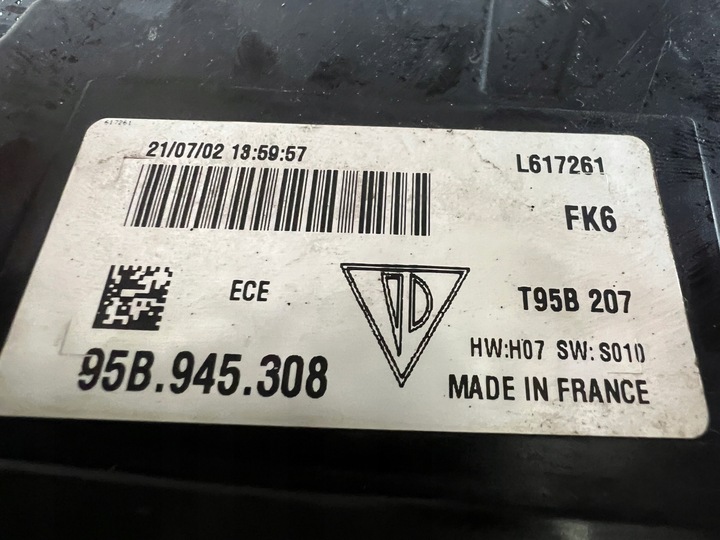 617261
21/07/02 13:59:57
L617261
FK6
ECE
T95B 207
HW:H07 SW: S010
95B.945.308
MADE IN FRANCE